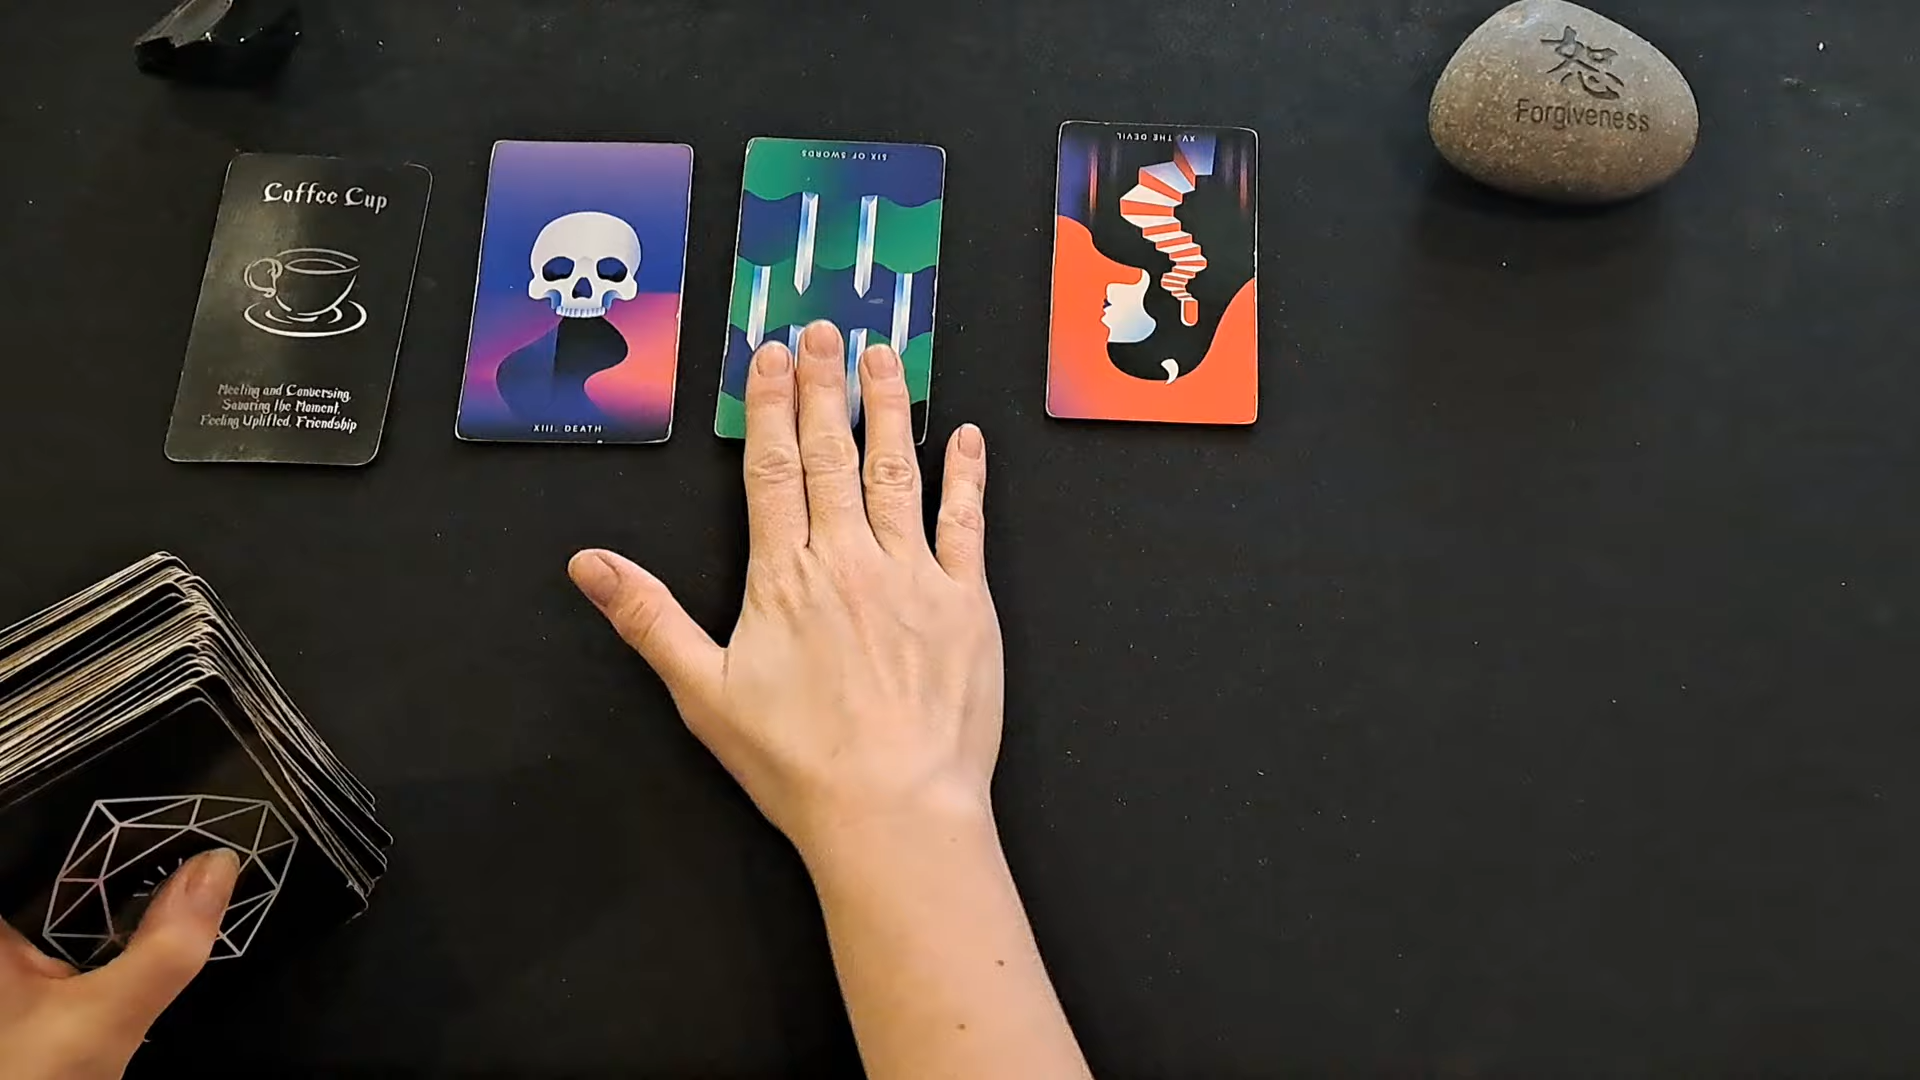 Coffee Cup
Meeting and Conversing,
Savoring the Moment,
Feeling Uplifted, Friendship
XIII. DEATH
SIX OF SWORDS
XV. THE DEVIL
恕
Forgiveness